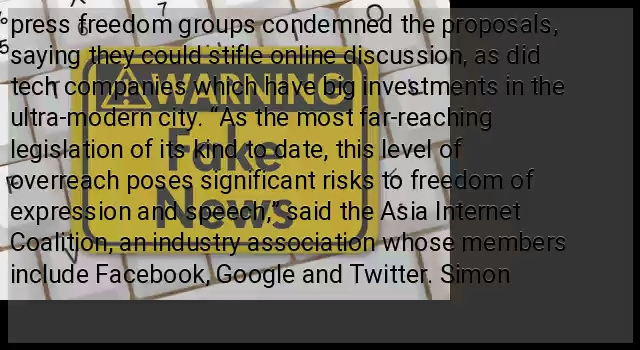 press freedom groups condemned the proposals,
saying they could stifle online discussion, as did
tech companies which have big investments in the
ultra-modern city. “As the most far-reaching
legislation of its kind to date, this level of
overreach poses significant risks to freedom of
expression and speech,” said the Asia Internet
Coalition, an industry association whose members
include Facebook, Google and Twitter. Simon
WARNING
Fake
News